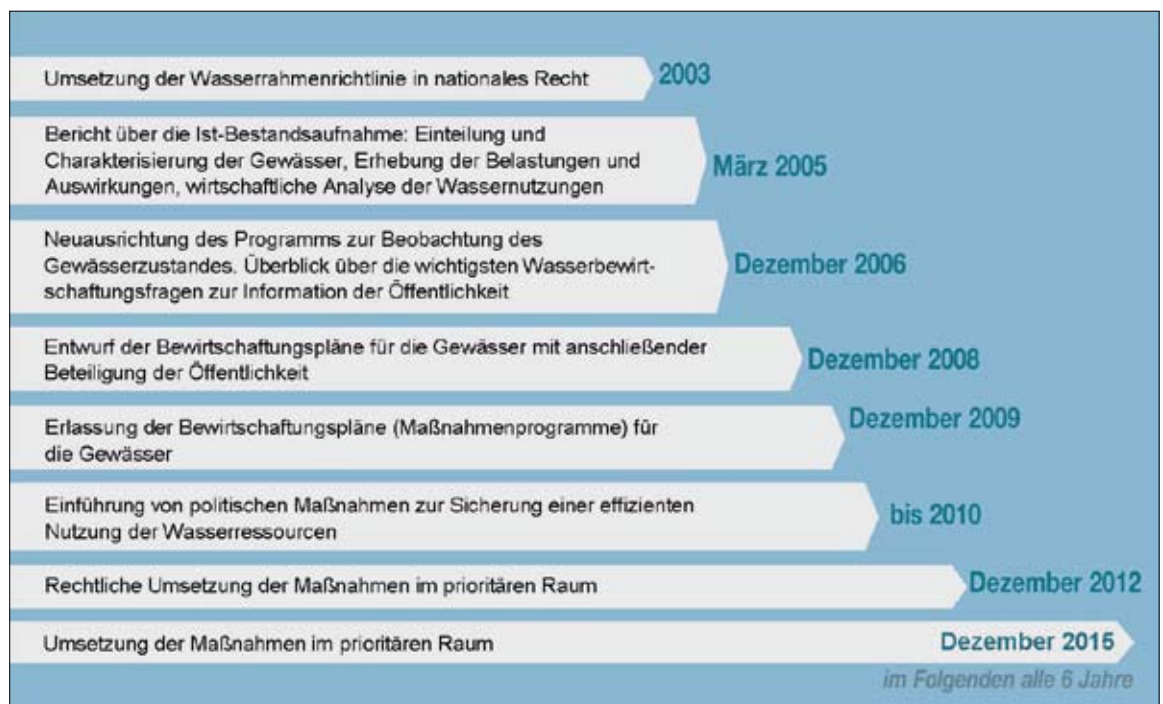 Umsetzung der Wasserrahmenrichtlinie in nationales Recht
2003
Bericht über die Ist-Bestandsaufnahme: Einteilung und
Charakterisierung der Gewässer, Erhebung der Belastungen und
Auswirkungen, wirtschaftliche Analyse der Wassernutzungen
März 2005
Neuausrichtung des Programms zur Beobachtung des
Gewässerzustandes. Überblick über die wichtigsten Wasserbewirt-
schaftungsfragen zur Information der Öffentlichkeit
Dezember 2006
Entwurf der Bewirtschaftungspläne für die Gewässer mit anschließender
Beteiligung der Öffentlichkeit
Dezember 2008
Erlassung der Bewirtschaftungspläne (Maßnahmenprogramme) für
die Gewässer
Dezember 2009
Einführung von politischen Maßnahmen zur Sicherung einer effizienten
Nutzung der Wasserressourcen
bis 2010
Rechtliche Umsetzung der Maßnahmen im prioritären Raum
Dezember 2012
Umsetzung der Maßnahmen im prioritären Raum
Dezember 2015
im Folgenden alle 6 Jahre